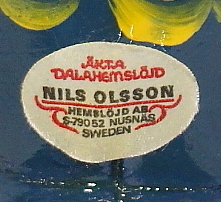 ÄKTA
DALAHEMSLÖJD
NILS OLSSON
HEMSLÖJD AB
S-79052 NUSNÄS
SWEDEN